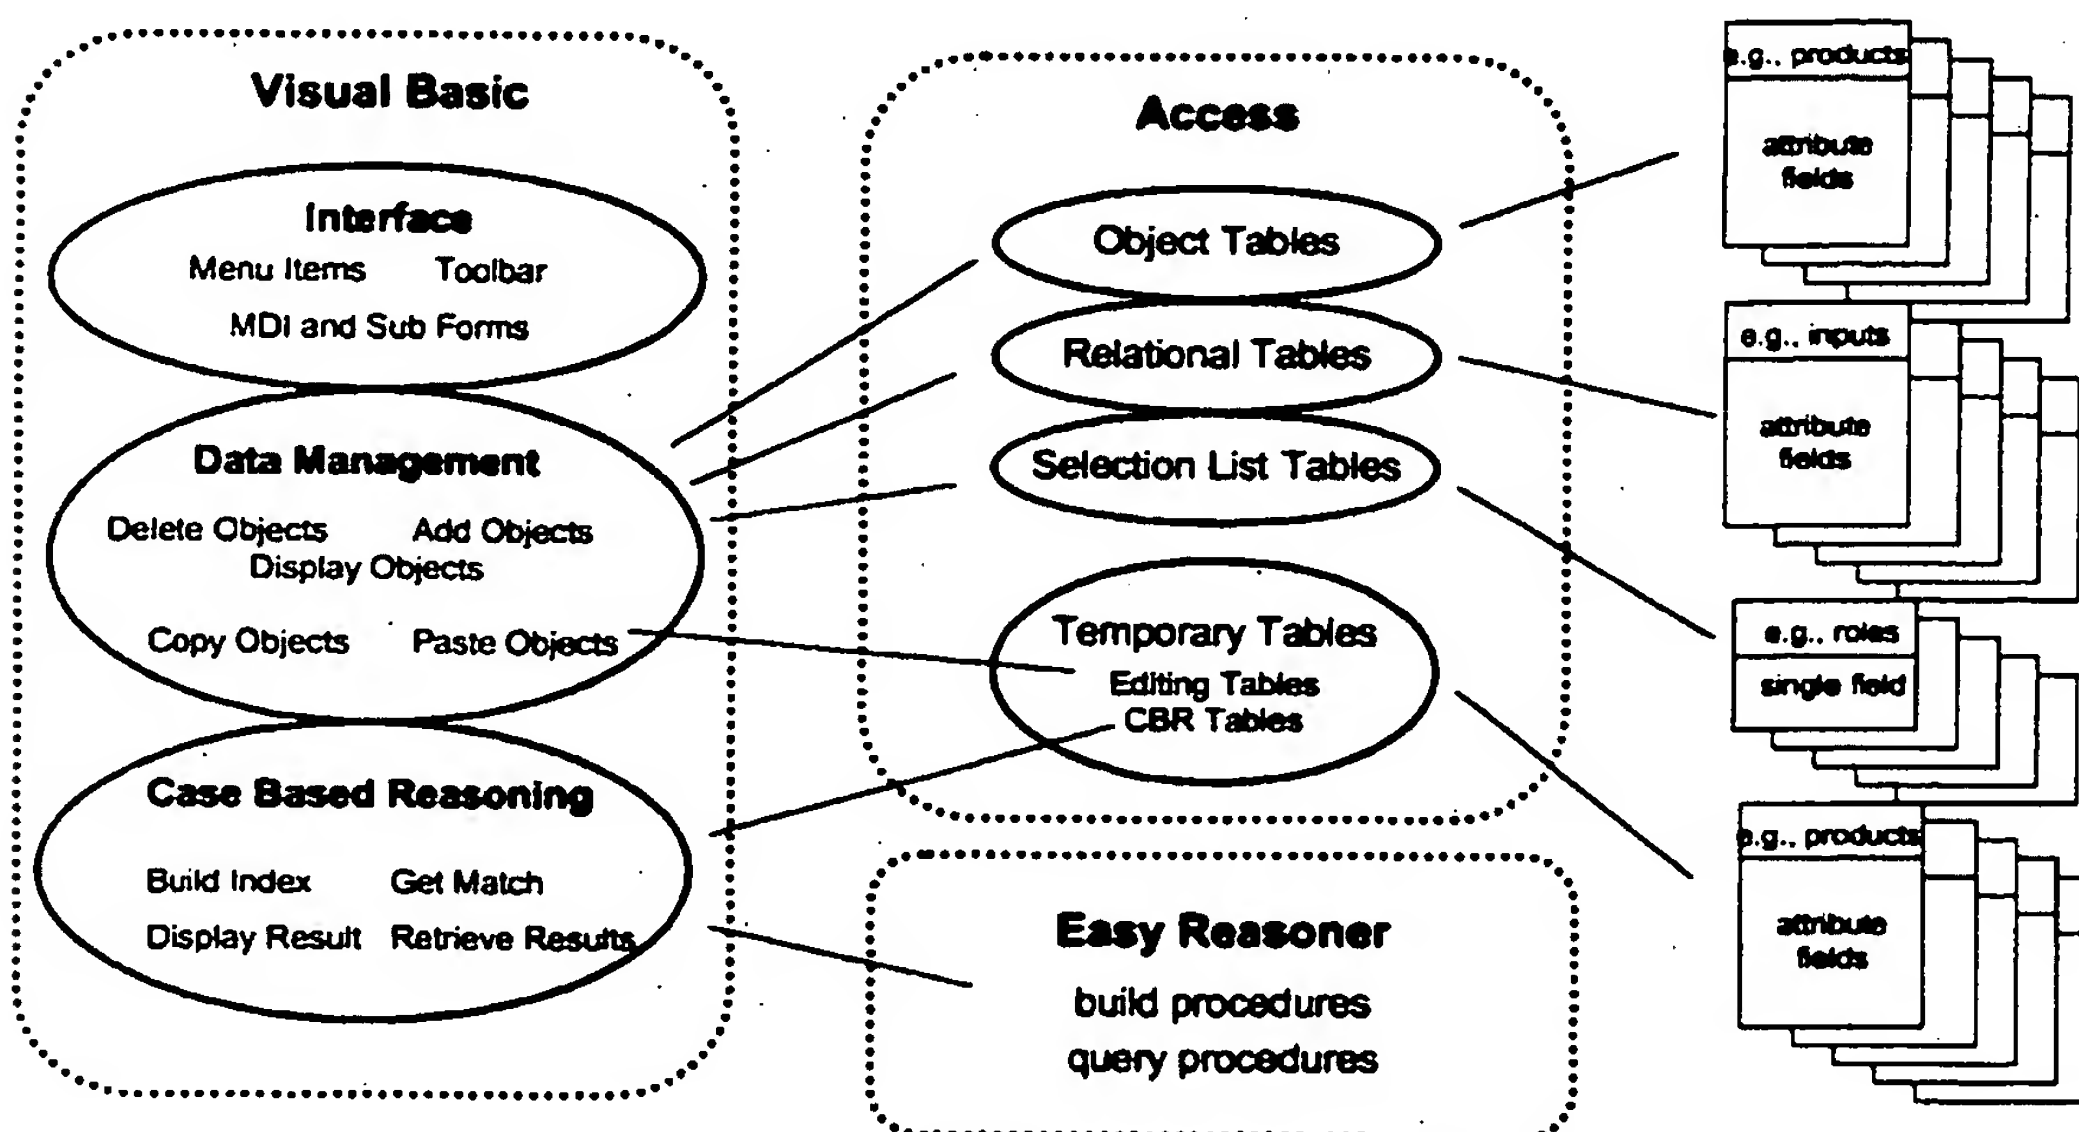 Visual Basic
Interface
Menu Items Toolbar
MDI and Sub Forms
Data Management
Delete Objects Add Objects
Display Objects
Copy Objects Paste Objects
Case Based Reasoning
Build Index Get Match
Display Result Retrieve Results
Access
Object Tables
Relational Tables
Selection List Tables
Temporary Tables
Editing Tables
CBR Tables
Easy Reasoner
build procedures
query procedures
e.g., products
attribute
fields
e.g., inputs
attribute
fields
e.g., roles
single field
e.g., products
attribute
fields